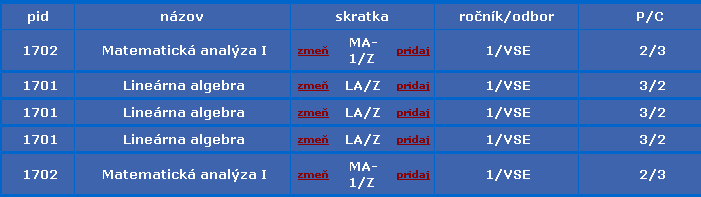 pid názov skratka ročník/odbor P/C
1702 Matematická analýza I zmeň MA-1/Z pridaj 1/VSE 2/3
1701 Lineárna algebra zmeň LA/Z pridaj 1/VSE 3/2
1701 Lineárna algebra zmeň LA/Z pridaj 1/VSE 3/2
1701 Lineárna algebra zmeň LA/Z pridaj 1/VSE 3/2
1702 Matematická analýza I zmeň MA-1/Z pridaj 1/VSE 2/3